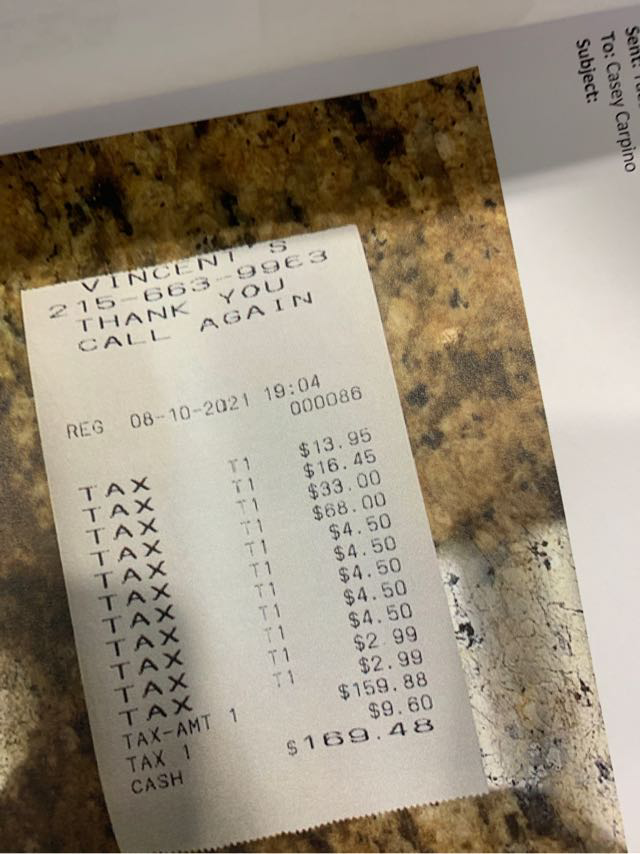 Sent:
To: Casey Carpino
Subject:
VINCENT'S
215-663-9963
THANK YOU
CALL AGAIN
REG 08-10-2021 19:04
000086
TAX T1 $13.95
TAX T1 $16.45
TAX T1 $33.00
TAX T1 $68.00
TAX T1 $4.50
TAX T1 $4.50
TAX T1 $4.50
TAX T1 $4.50
TAX T1 $4.50
TAX T1 $2.99
TAX T1 $2.99
TAX-AMT 1 $159.88
TAX 1 $9.60
CASH $169.48